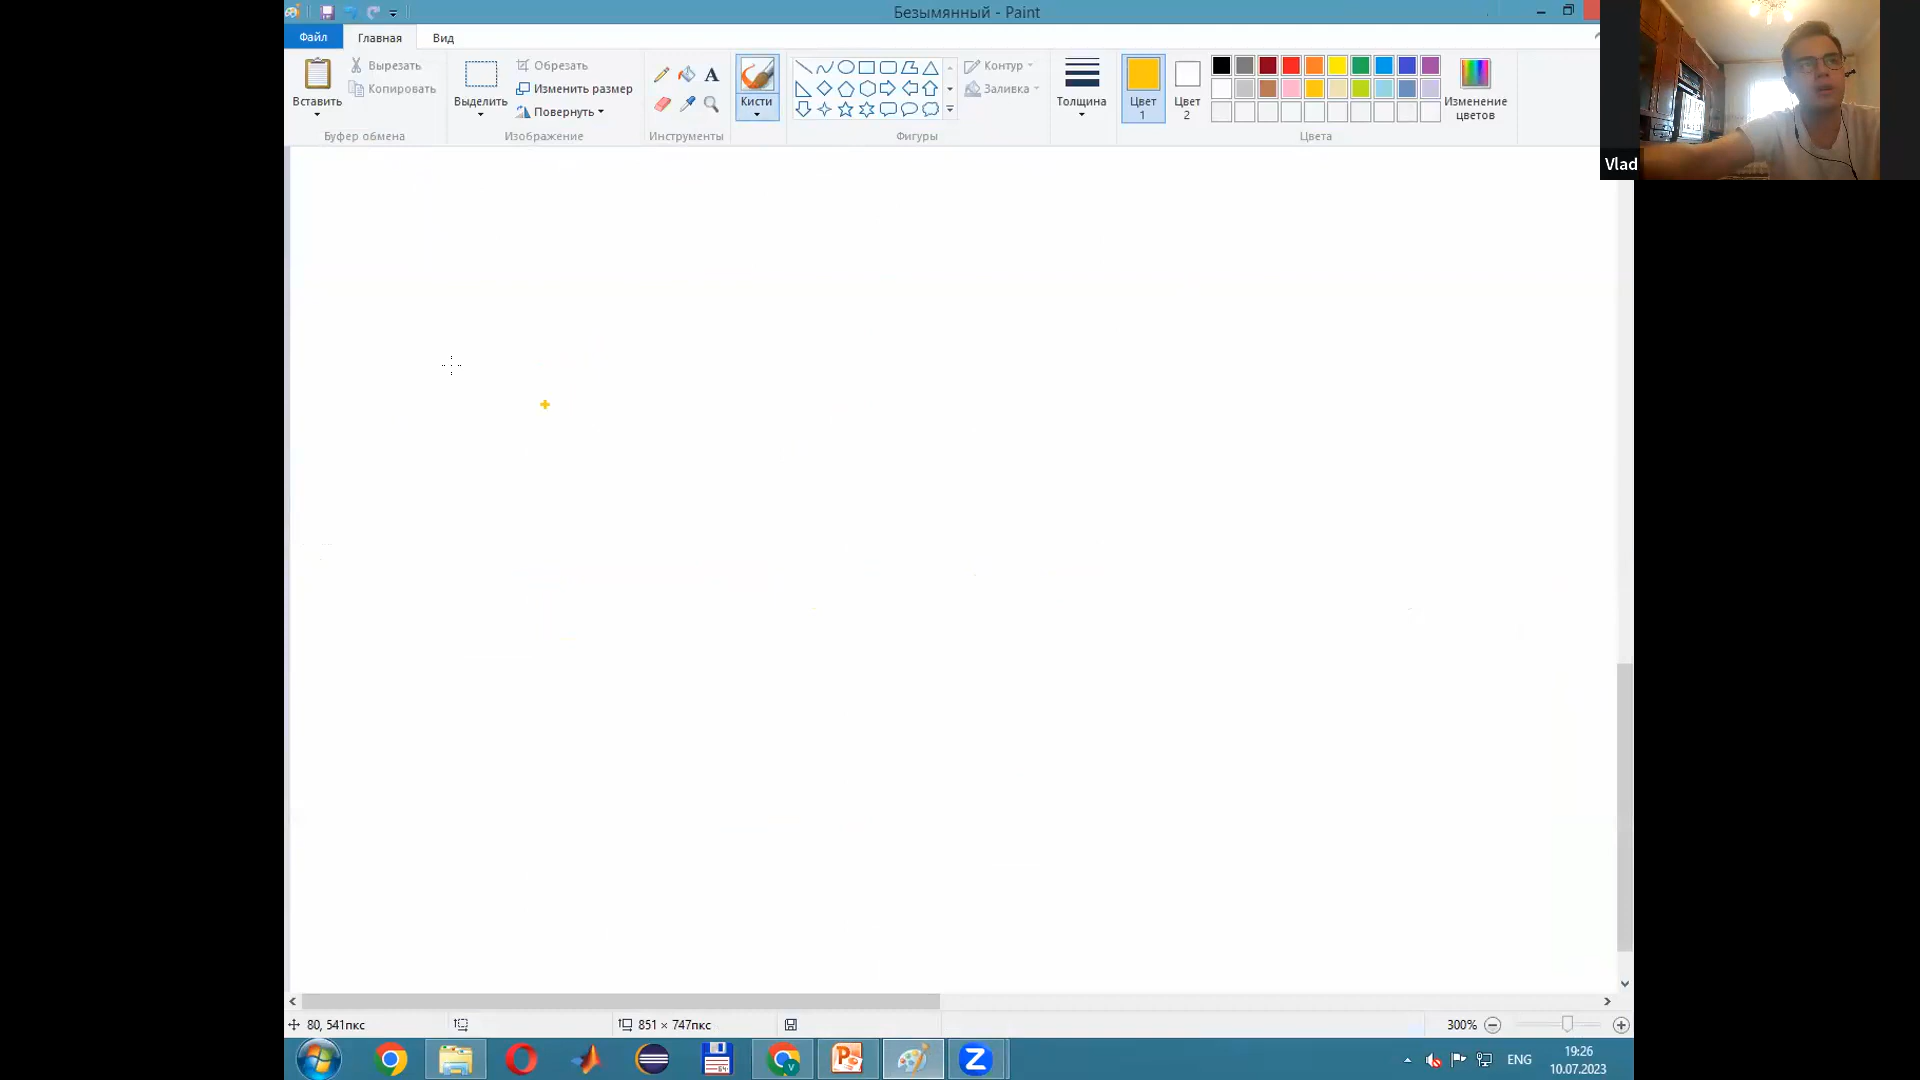 Безымянный - Paint
Файл
Главная
Вид
Вставить
Вырезать
Копировать
Буфер обмена
Выделить
Обрезать
Изменить размер
Повернуть
Изображение
A
Инструменты
Кисти
Контур
Заливка
Фигуры
Толщина
Цвет
1
Цвет
2
Изменение
цветов
Цвета
Vlad
80, 541пкс
851 × 747пкс
300%
64
V
P
Z
ENG
19:26
10.07.2023